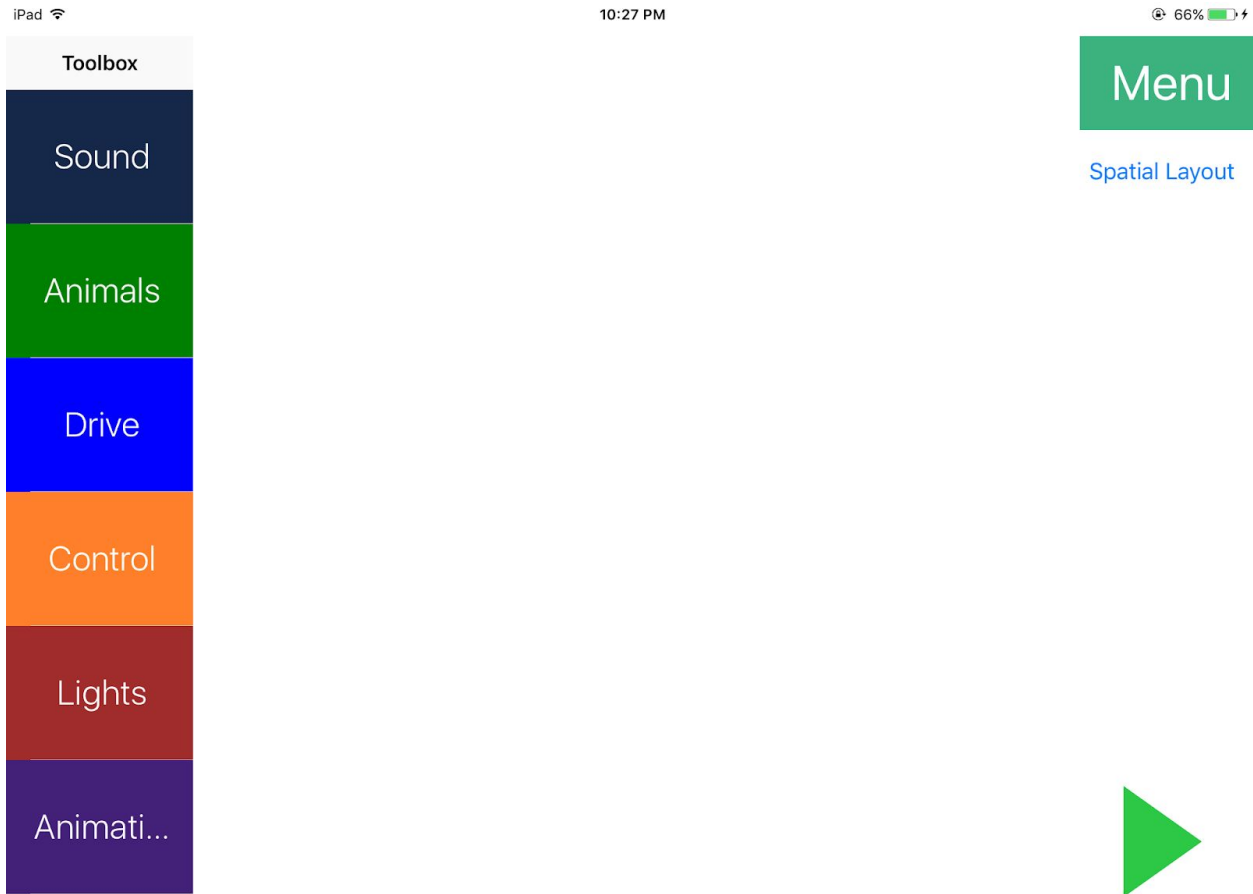 iPad 10:27 PM 66%
Toolbox
Menu
Sound
Spatial Layout
Animals
Drive
Control
Lights
Animati...